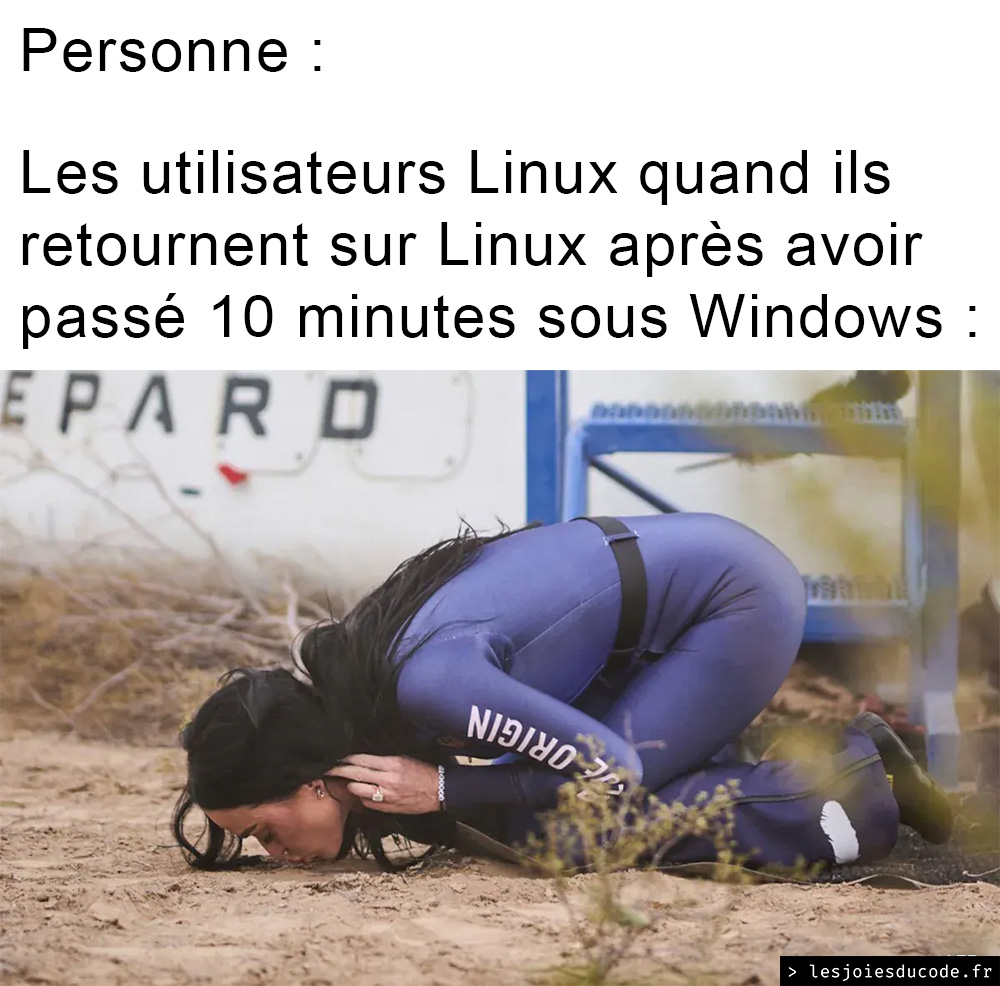 Personne :
Les utilisateurs Linux quand ils
retournent sur Linux après avoir
passé 10 minutes sous Windows :
EPARD
UE ORIGIN
> lesjoiesducode.fr